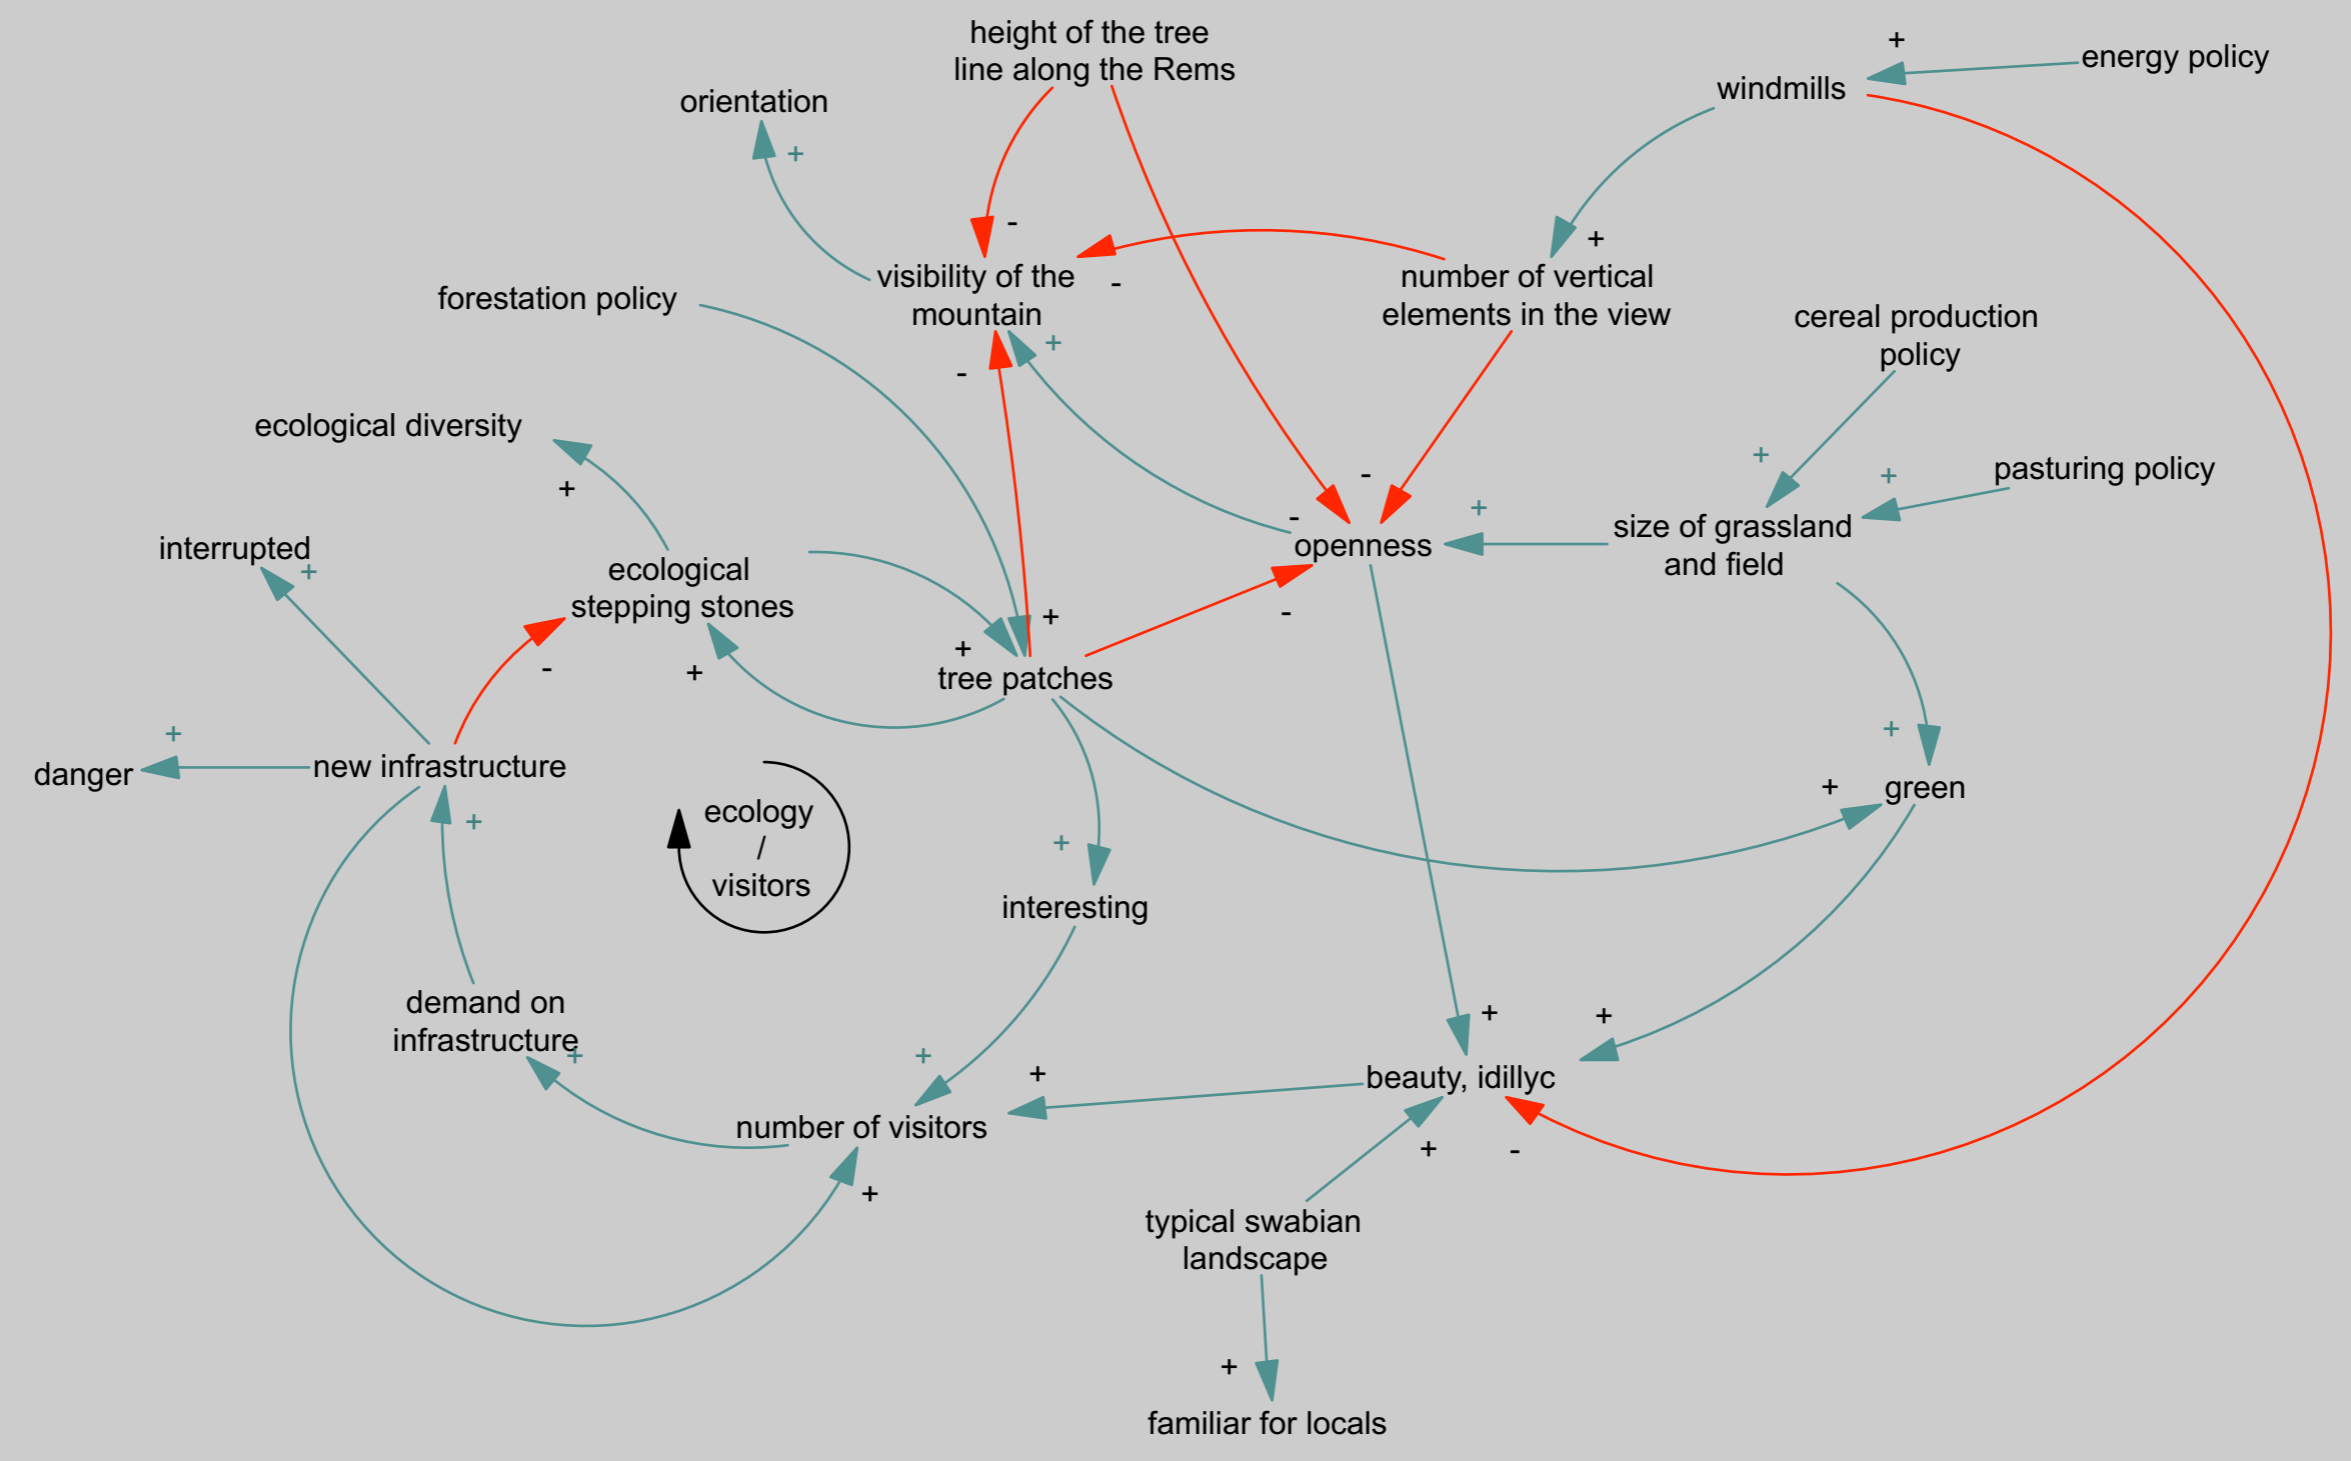 height of the tree
line along the Rems
+
energy policy
windmills
orientation
+
-
+
visibility of the
mountain
-
number of vertical
elements in the view
forestation policy
cereal production
policy
+
-
ecological diversity
+
pasturing policy
-
+
+
+
-
size of grassland
and field
openness
interrupted
+
ecological
stepping stones
-
+
+
-
+
tree patches
+
danger
new infrastructure
+
+
green
ecology
/
visitors
+
+
interesting
demand on
infrastructure
+
+
+
+
+
beauty, idillyc
number of visitors
+
-
+
typical swabian
landscape
+
familiar for locals